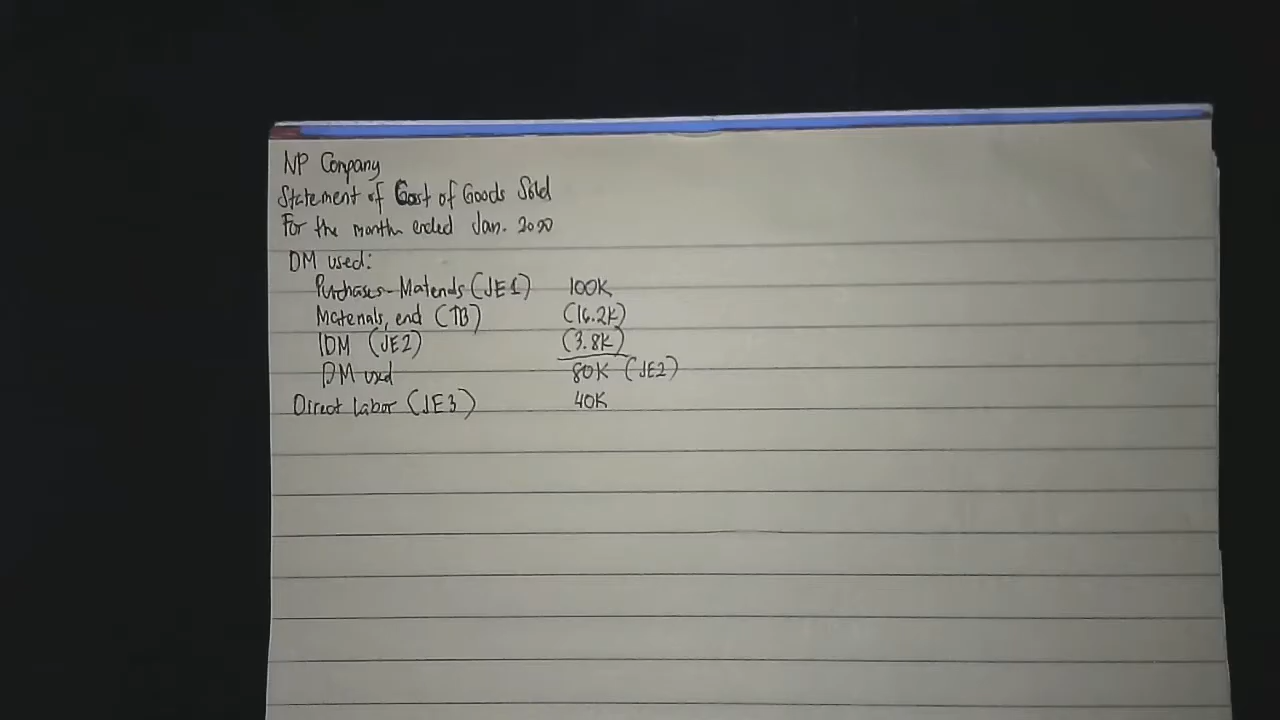 NP Company
Statement of Cost of Goods Sold
For the month ended Jan. 2020
DM used:
Purchases-Materials (JE1) 100K
Materials, end (TB) (16.2K)
IDM (JE2) (3.8K)
DM used 80K (JE2)
Direct Labor (JE3) 40K